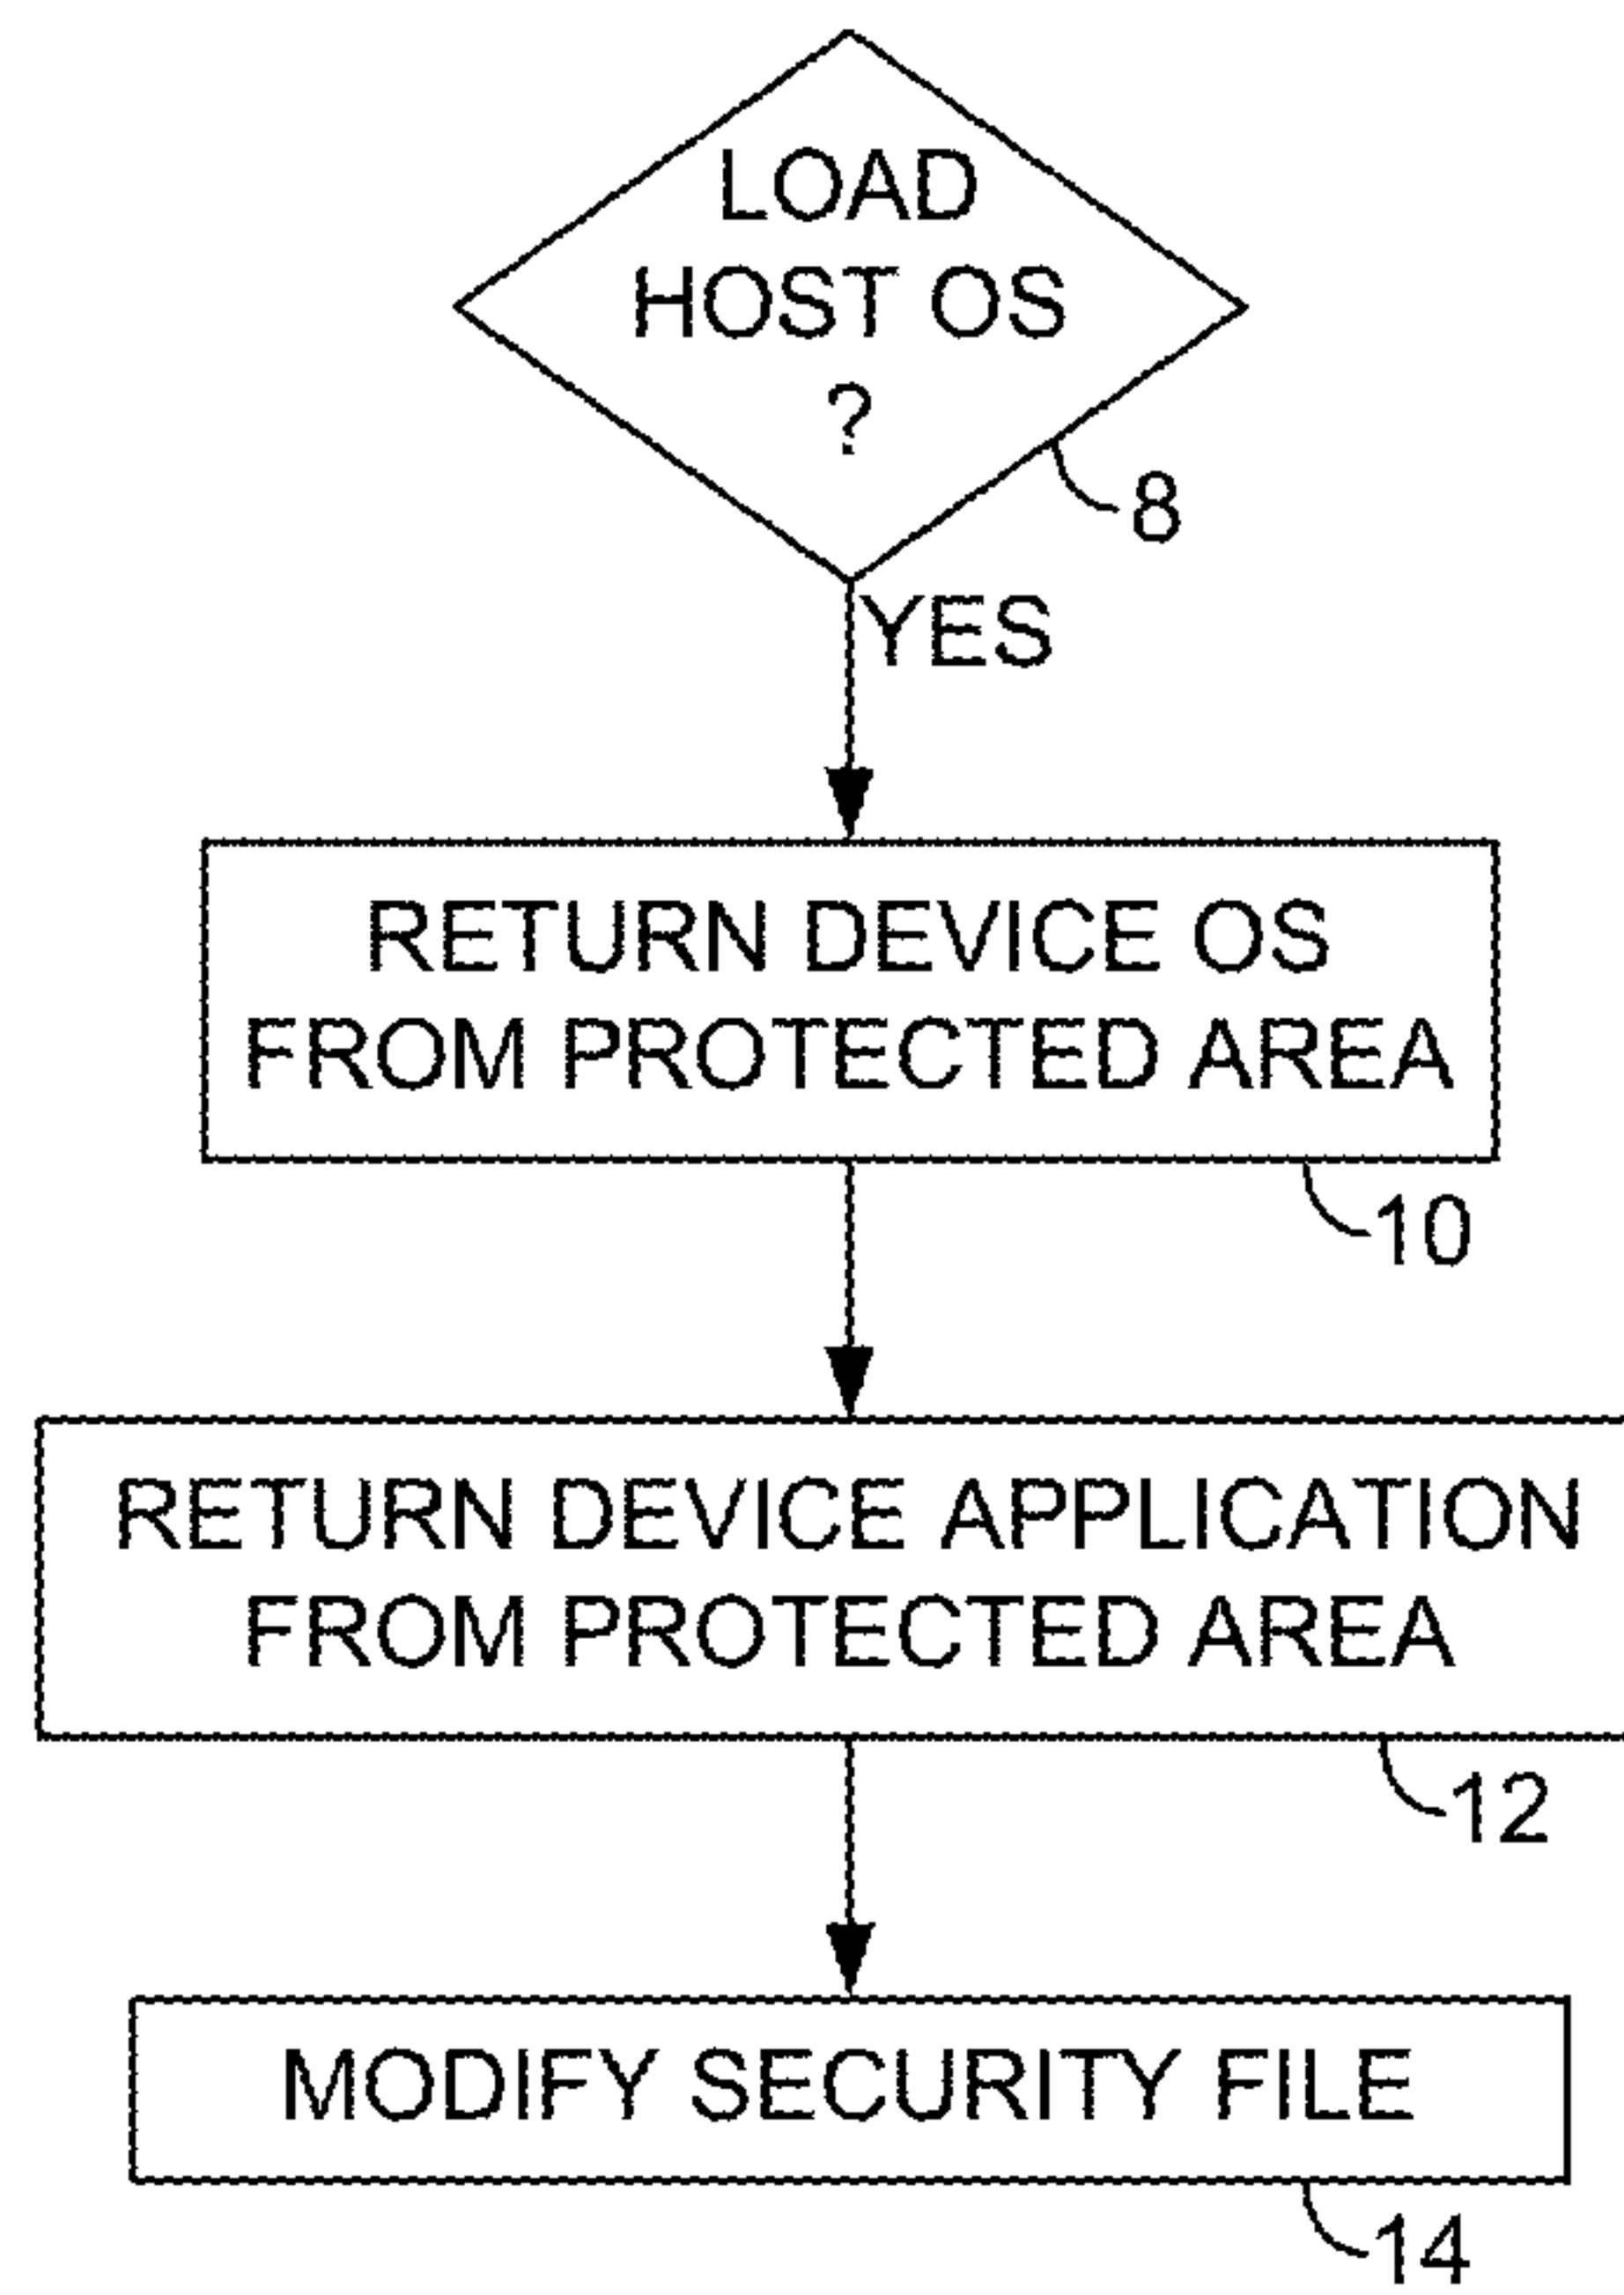 LOAD
HOST OS
?
8
YES
RETURN DEVICE OS
FROM PROTECTED AREA
10
RETURN DEVICE APPLICATION
FROM PROTECTED AREA
12
MODIFY SECURITY FILE
14